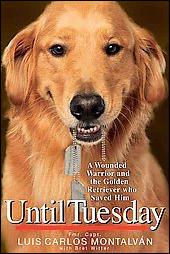 A Wounded
Warrior and
the Golden
Retriever who
Saved Him
Until Tuesday
Fmr. Capt.
LUIS CARLOS MONTALVÁN
with Bret Witter